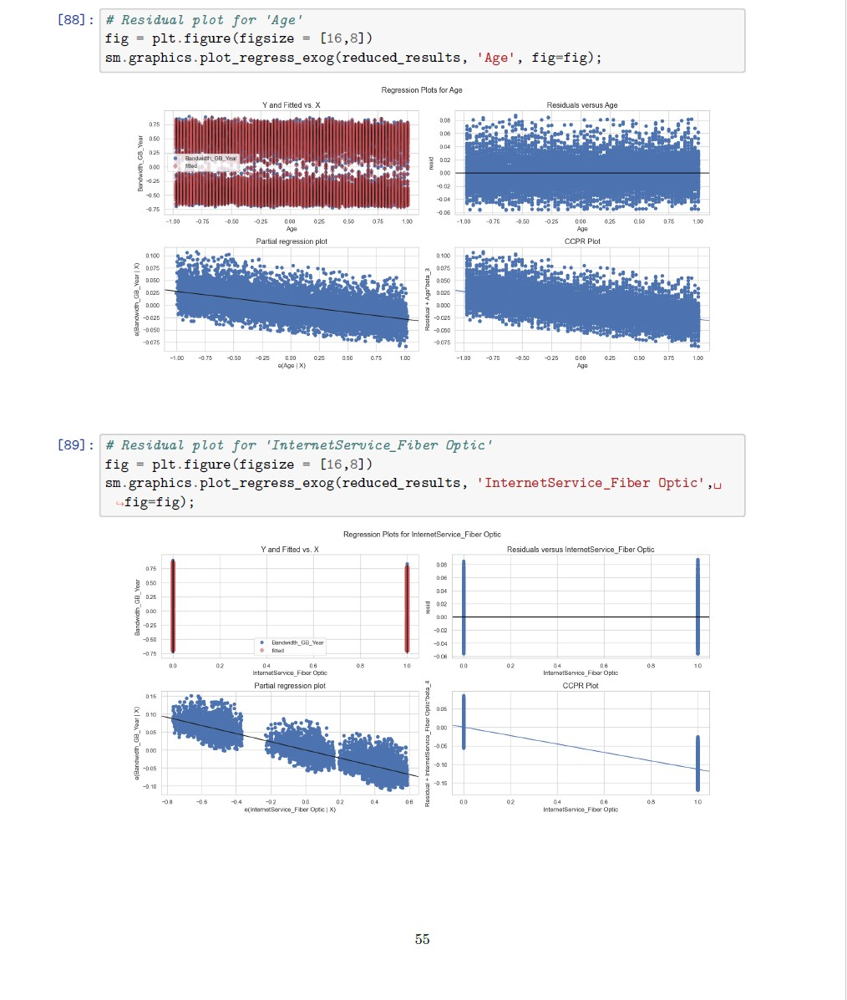 [88]: # Residual plot for 'Age'
fig = plt.figure(figsize = [16,8])
sm.graphics.plot_regress_exog(reduced_results, 'Age', fig=fig);
Regression Plots for Age
Y and Fitted vs. X
Bandwidth_GB_Year
0.75
0.50
0.25
0.00
−0.25
−0.50
−0.75
Bandwidth_GB_Year
fitted
−1.00 −0.75 −0.50 −0.25 0.00 0.25 0.50 0.75 1.00
Age
Residuals versus Age
resid
0.08
0.06
0.04
0.02
0.00
−0.02
−0.04
−0.06
−1.00 −0.75 −0.50 −0.25 0.00 0.25 0.50 0.75 1.00
Age
Partial regression plot
e(Bandwidth_GB_Year | X)
0.100
0.075
0.050
0.025
0.000
−0.025
−0.050
−0.075
−1.00 −0.75 −0.50 −0.25 0.00 0.25 0.50 0.75 1.00
e(Age | X)
CCPR Plot
Residual + Age*beta_3
0.100
0.075
0.050
0.025
0.000
−0.025
−0.050
−0.075
−1.00 −0.75 −0.50 −0.25 0.00 0.25 0.50 0.75 1.00
Age
[89]: # Residual plot for 'InternetService_Fiber Optic'
fig = plt.figure(figsize = [16,8])
sm.graphics.plot_regress_exog(reduced_results, 'InternetService_Fiber Optic',␣
↪fig=fig);
Regression Plots for InternetService_Fiber Optic
Y and Fitted vs. X
Bandwidth_GB_Year
0.75
0.50
0.25
0.00
−0.25
−0.50
−0.75
Bandwidth_GB_Year
fitted
0.0 0.2 0.4 0.6 0.8 1.0
InternetService_Fiber Optic
Residuals versus InternetService_Fiber Optic
resid
0.08
0.06
0.04
0.02
0.00
−0.02
−0.04
−0.06
0.0 0.2 0.4 0.6 0.8 1.0
InternetService_Fiber Optic
Partial regression plot
e(Bandwidth_GB_Year | X)
0.15
0.10
0.05
0.00
−0.05
−0.10
−0.8 −0.6 −0.4 −0.2 0.0 0.2 0.4 0.6
e(InternetService_Fiber Optic | X)
CCPR Plot
Residual + InternetService_Fiber Optic*beta_4
0.05
0.00
−0.05
−0.10
−0.15
0.0 0.2 0.4 0.6 0.8 1.0
InternetService_Fiber Optic
55